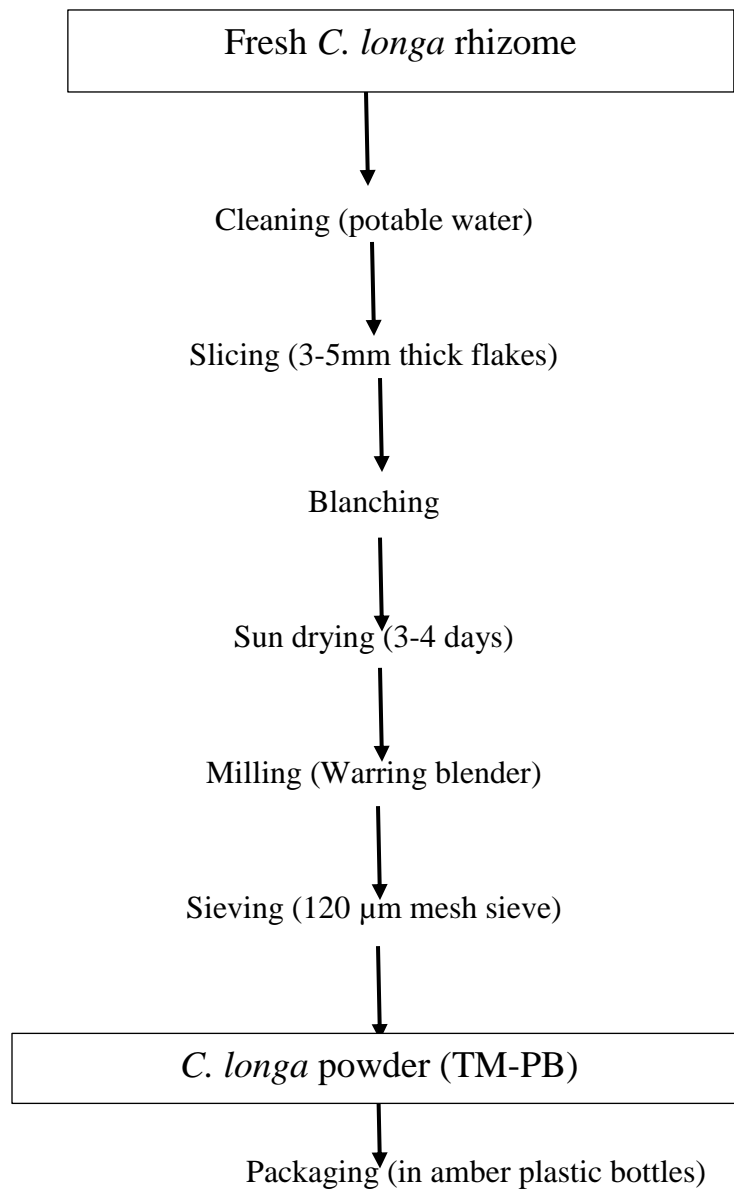 Fresh C. longa rhizome
Cleaning (potable water)
Slicing (3-5mm thick flakes)
Blanching
Sun drying (3-4 days)
Milling (Warring blender)
Sieving (120 µm mesh sieve)
C. longa powder (TM-PB)
Packaging (in amber plastic bottles)